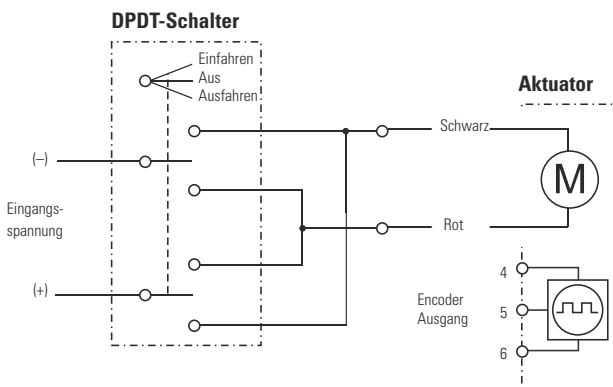 DPDT-Schalter
Einfahren
Aus
Ausfahren
Aktuator
(–)
Schwarz
M
Eingangs-
spannung
Rot
(+)
Encoder
Ausgang
4
5
6